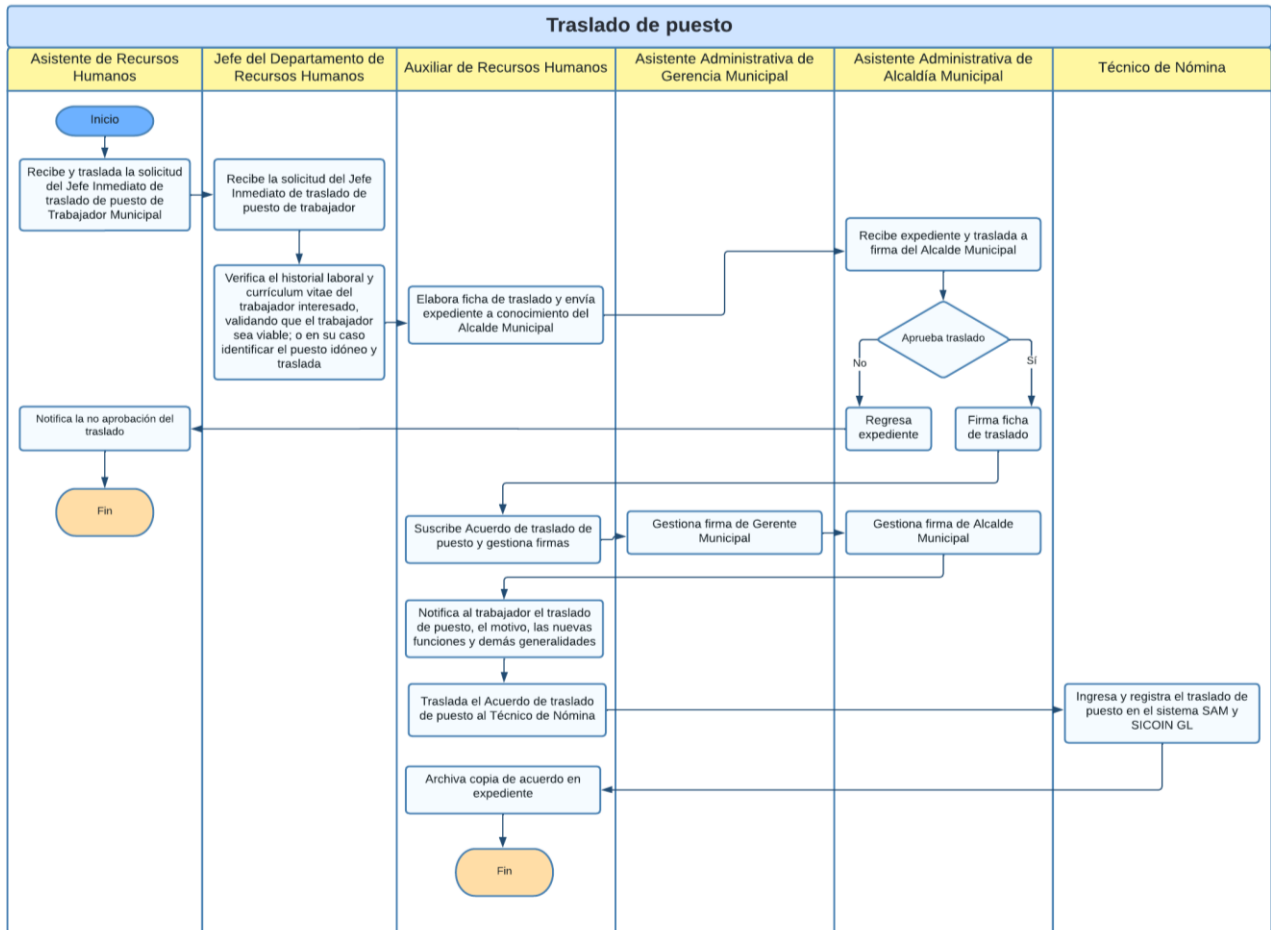 Traslado de puesto
Asistente de Recursos
Humanos
Jefe del Departamento de
Recursos Humanos
Auxiliar de Recursos Humanos
Asistente Administrativa de
Gerencia Municipal
Asistente Administrativa de
Alcaldía Municipal
Técnico de Nómina
Inicio
Recibe y traslada la solicitud
del Jefe Inmediato de
traslado de puesto de
Trabajador Municipal
Recibe la solicitud del Jefe
Inmediato de traslado de
puesto de trabajador
Verifica el historial laboral y
currículum vitae del
trabajador interesado,
validando que el trabajador
sea viable; o en su caso
identificar el puesto idóneo y
traslada
Elabora ficha de traslado y envía
expediente a conocimiento del
Alcalde Municipal
Recibe expediente y traslada a
firma del Alcalde Municipal
Aprueba traslado
No
Sí
Regresa
expediente
Firma ficha
de traslado
Notifica la no aprobación del
traslado
Fin
Suscribe Acuerdo de traslado de
puesto y gestiona firmas
Gestiona firma de Gerente
Municipal
Gestiona firma de Alcalde
Municipal
Notifica al trabajador el traslado
de puesto, el motivo, las nuevas
funciones y demás generalidades
Traslada el Acuerdo de traslado
de puesto al Técnico de Nómina
Ingresa y registra el traslado de
puesto en el sistema SAM y
SICOIN GL
Archiva copia de acuerdo en
expediente
Fin